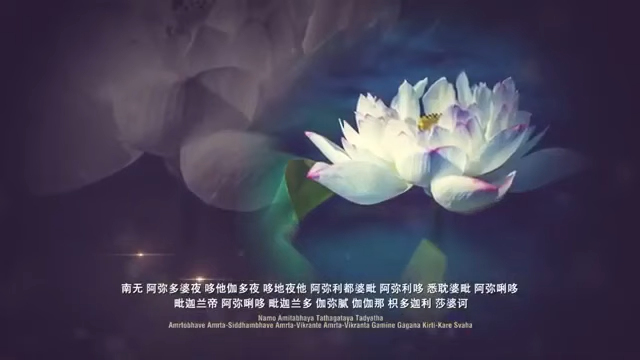 南无 阿弥多婆夜 哆他伽多夜 哆地夜他 阿弥利都婆毗 阿弥利哆 悉耽婆毗 阿弥唎哆
毗迦兰帝 阿弥唎哆 毗迦兰多 伽弥腻 伽伽那 枳多迦利 莎婆诃
Namo Amitabhaya Tathagataya Tadyatha
Amrtobhave Amrta-Siddhambhave Amrta-Vikrante Amrta-Vikranta Gamine Gagana Kirti-Kare Svaha